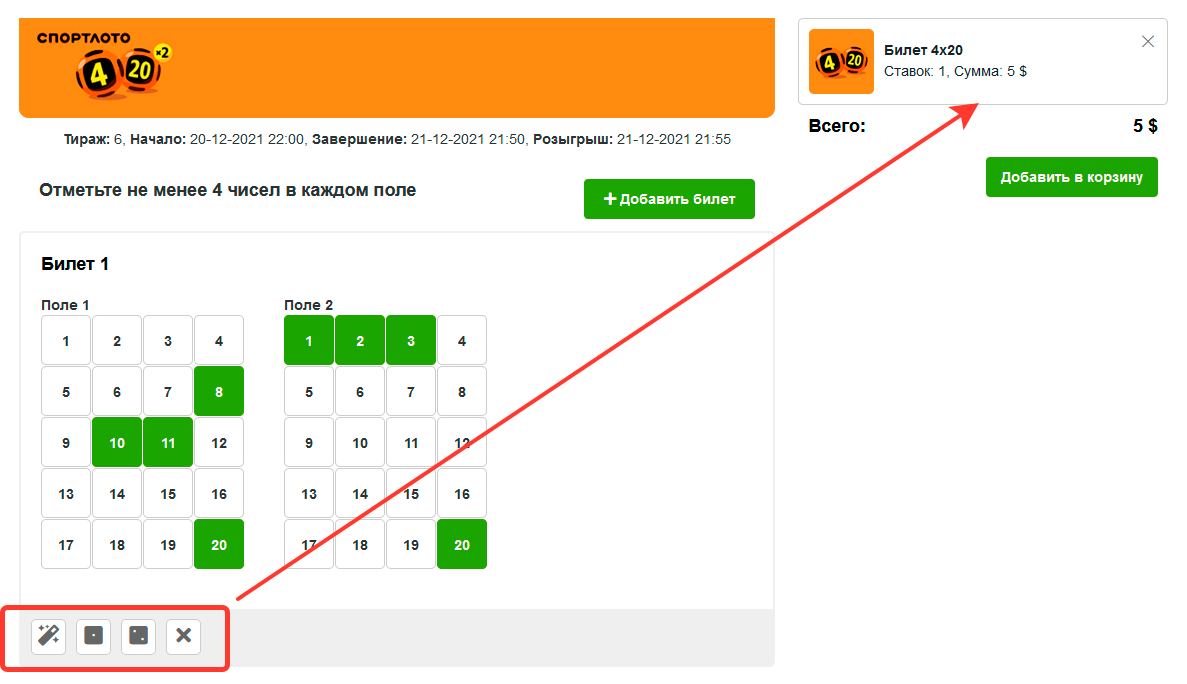 СПОРТЛОТО
4 20 x2
Тираж: 6, Начало: 20-12-2021 22:00, Завершение: 21-12-2021 21:50, Розыгрыш: 21-12-2021 21:55
Отметьте не менее 4 чисел в каждом поле
+ Добавить билет
Билет 1
Поле 1
1 2 3 4
5 6 7 8
9 10 11 12
13 14 15 16
17 18 19 20
Поле 2
1 2 3 4
5 6 7 8
9 10 11 12
13 14 15 16
17 18 19 20
4 20
Билет 4x20
Ставок: 1, Сумма: 5 $
Всего: 5 $
Добавить в корзину